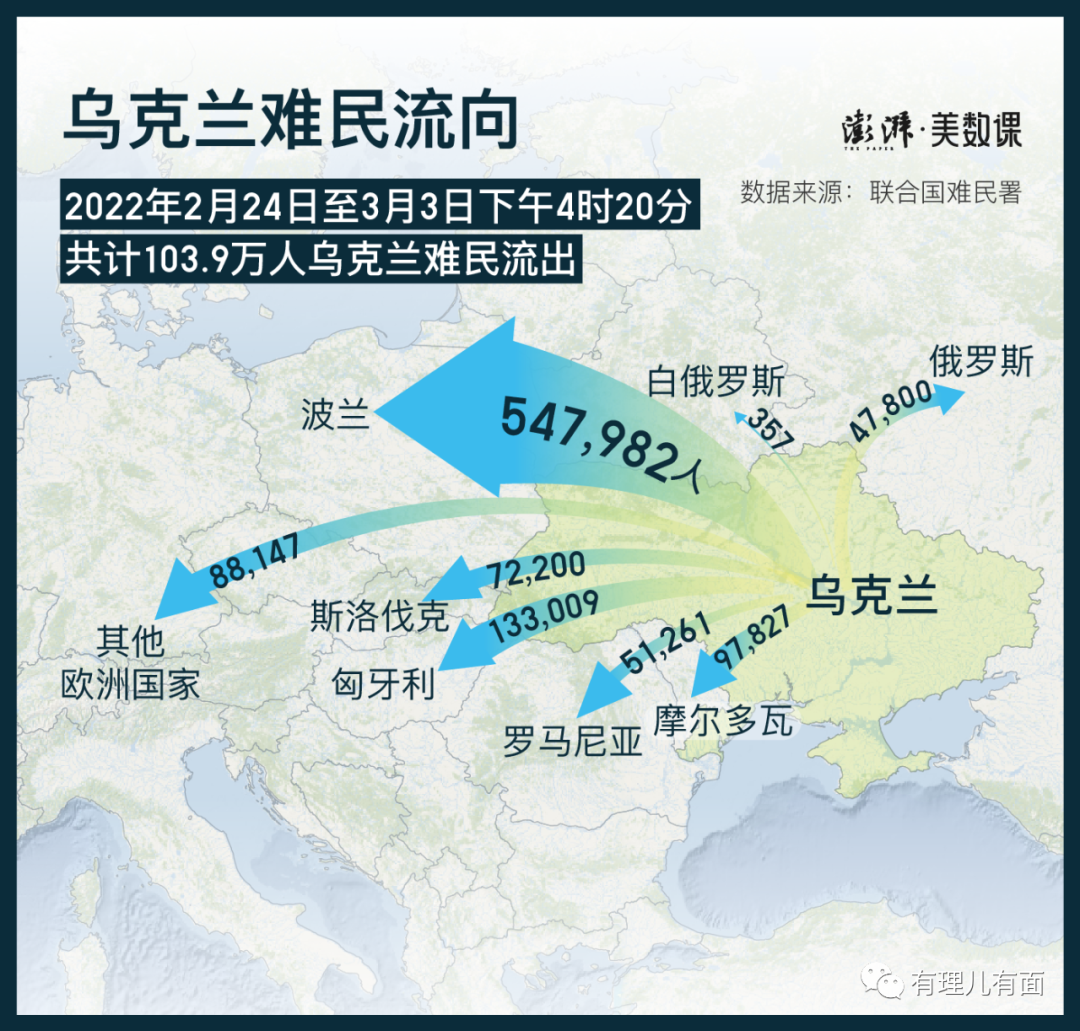 乌克兰难民流向
澎湃·美数课
THE PAPER
数据来源：联合国难民署
2022年2月24日至3月3日下午4时20分
共计103.9万人乌克兰难民流出
俄罗斯
白俄罗斯
47,800
波兰
547,982人
357
88,147
72,200
乌克兰
斯洛伐克
133,009
其他
欧洲国家
匈牙利
51,261
97,827
罗马尼亚
摩尔多瓦
有理儿有面